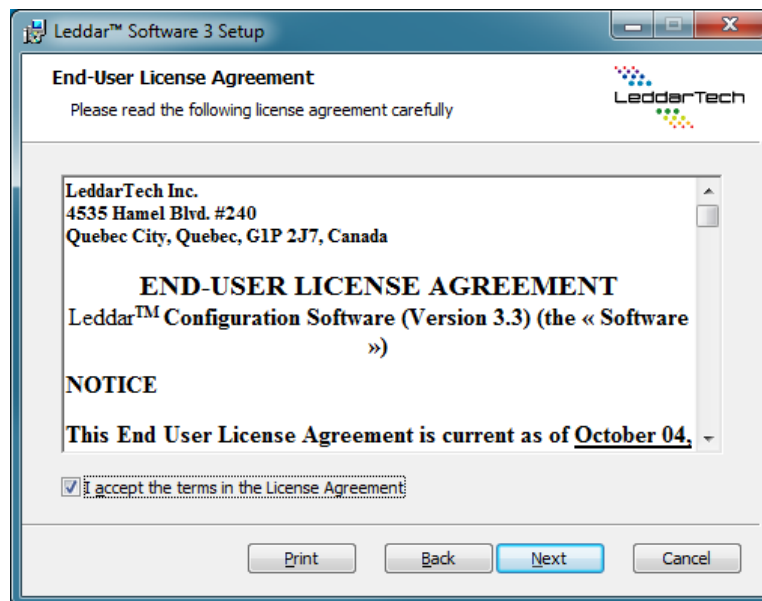 Leddar™ Software 3 Setup
End-User License Agreement
Please read the following license agreement carefully
LeddarTech
LeddarTech Inc.
4535 Hamel Blvd. #240
Quebec City, Quebec, G1P 2J7, Canada
END-USER LICENSE AGREEMENT
Leddar™ Configuration Software (Version 3.3) (the « Software
»)
NOTICE
This End User License Agreement is current as of October 04,
I accept the terms in the License Agreement
Print Back Next Cancel